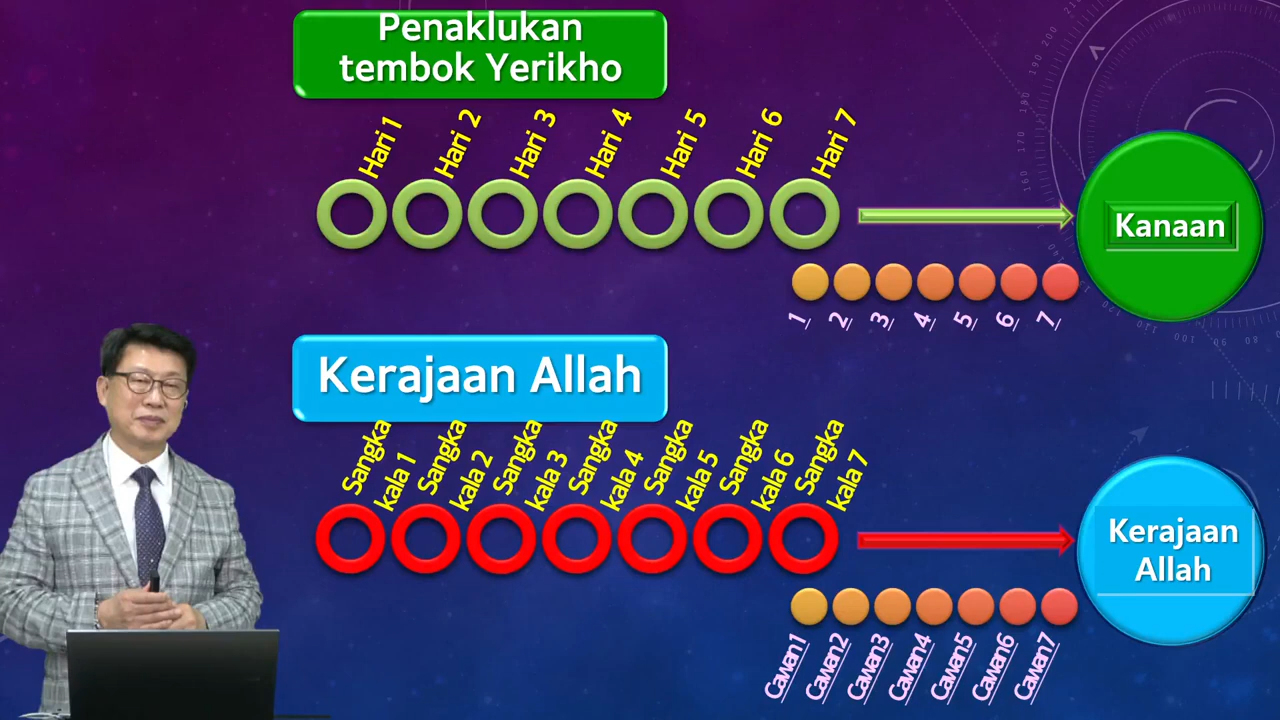 Penaklukan
tembok Yerikho
Hari 1
Hari 2
Hari 3
Hari 4
Hari 5
Hari 6
Hari 7
Kanaan
1
2
3
4
5
6
7
Kerajaan Allah
Sangka
kala 1
Sangka
kala 2
Sangka
kala 3
Sangka
kala 4
Sangka
kala 5
Sangka
kala 6
Sangka
kala 7
Kerajaan
Allah
Cawan1
Cawan2
Cawan3
Cawan4
Cawan5
Cawan6
Cawan7